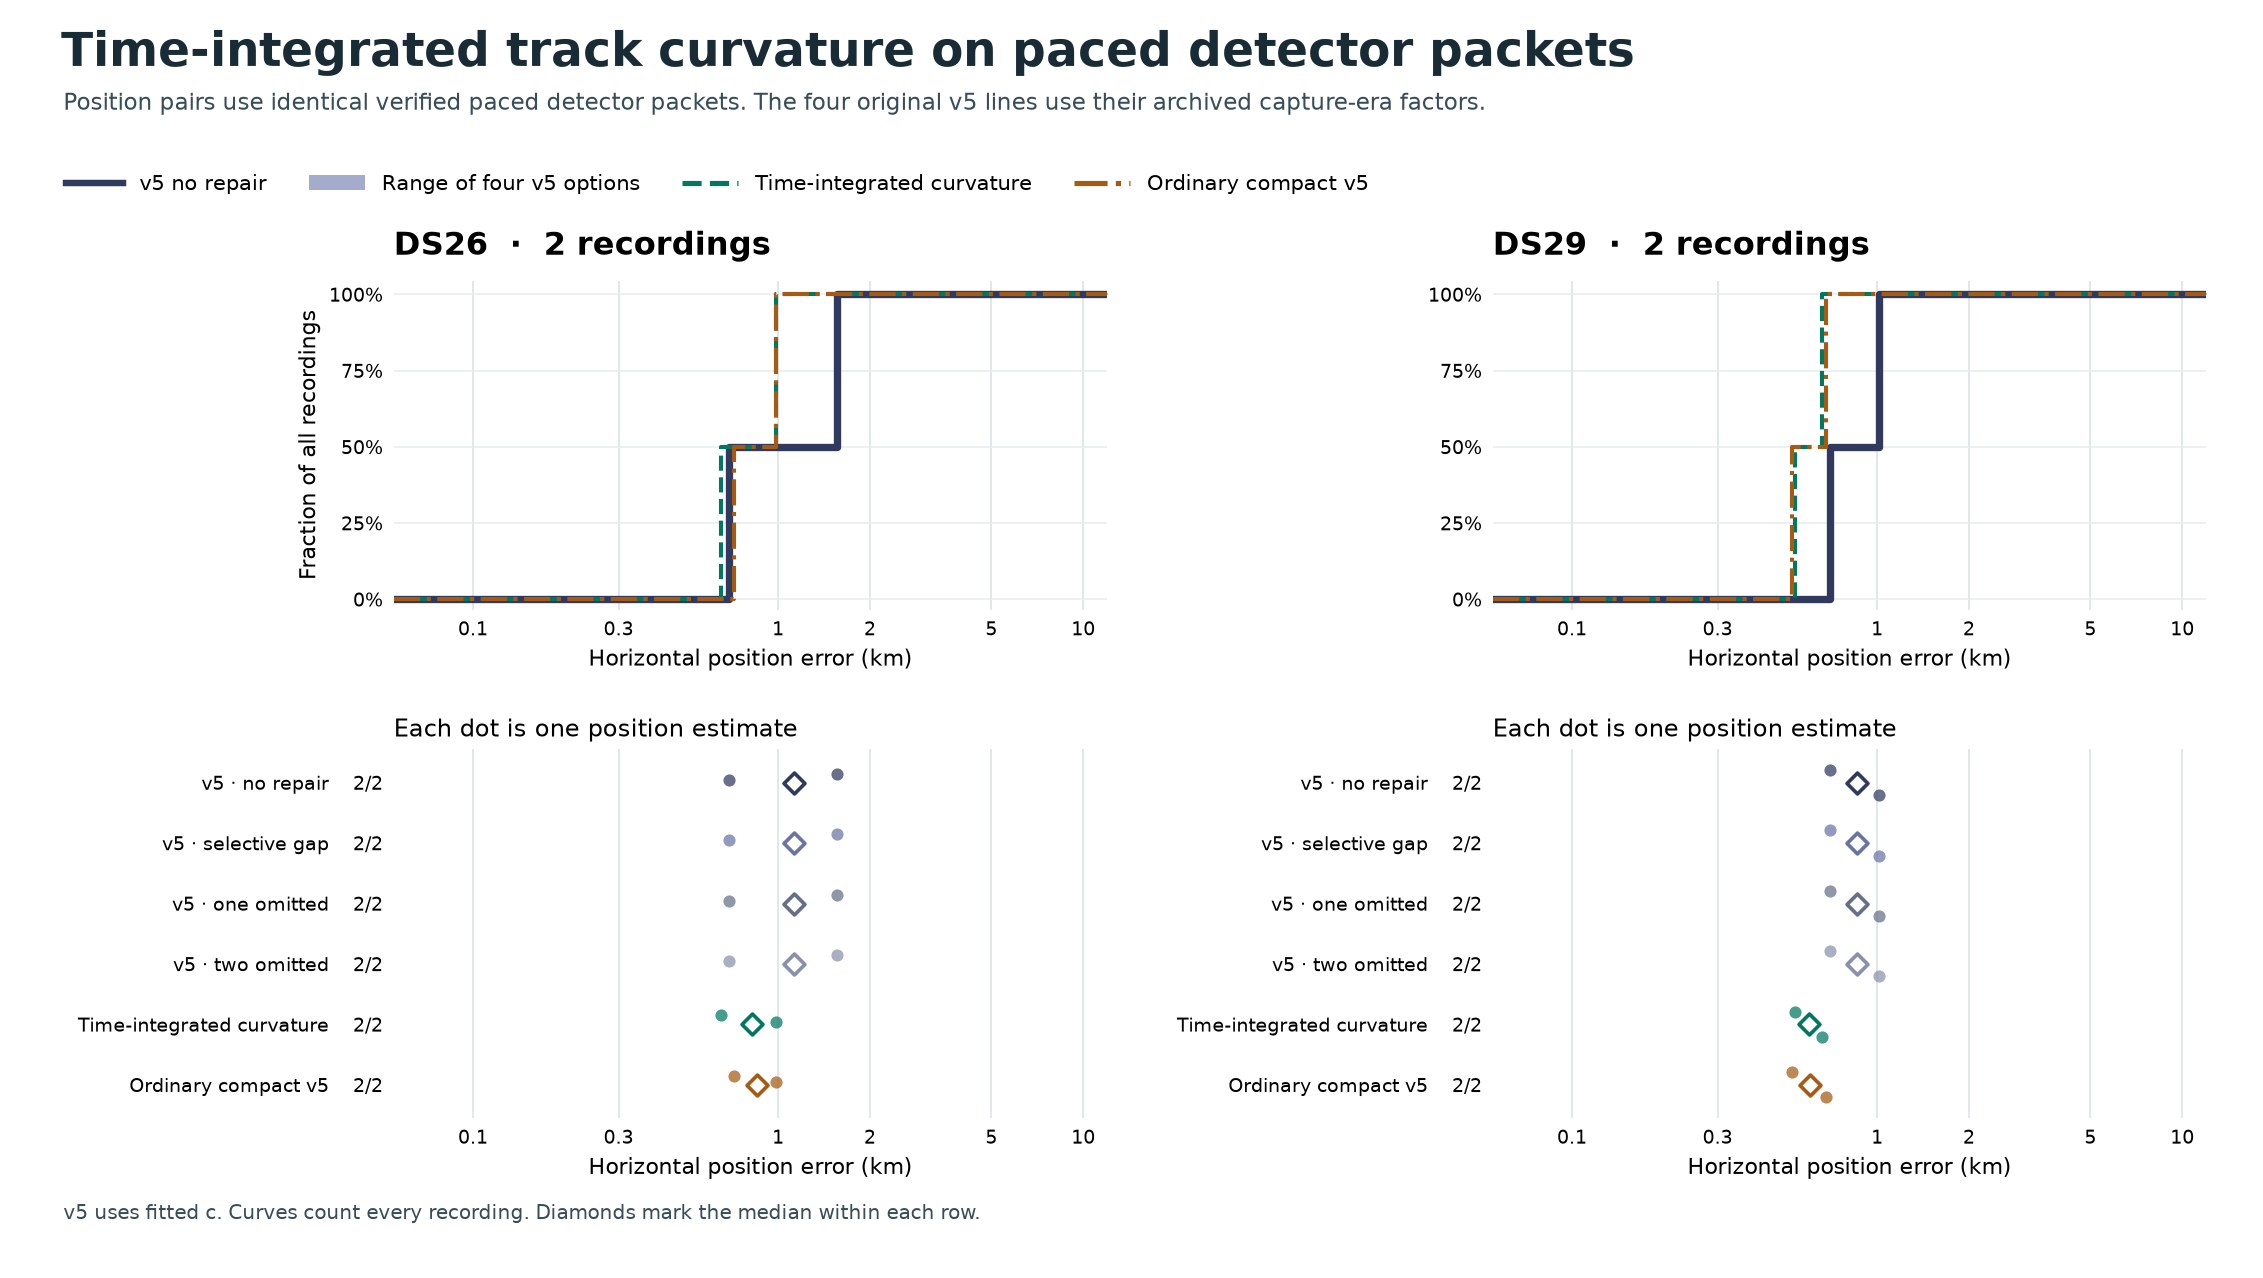 Time-integrated track curvature on paced detector packets
Position pairs use identical verified paced detector packets. The four original v5 lines use their archived capture-era factors.
v5 no repair
Range of four v5 options
Time-integrated curvature
Ordinary compact v5
DS26 · 2 recordings
100%
75%
50%
25%
0%
Fraction of all recordings
0.1 0.3 1 2 5 10
Horizontal position error (km)
DS29 · 2 recordings
100%
75%
50%
25%
0%
0.1 0.3 1 2 5 10
Horizontal position error (km)
Each dot is one position estimate
v5 · no repair 2/2
v5 · selective gap 2/2
v5 · one omitted 2/2
v5 · two omitted 2/2
Time-integrated curvature 2/2
Ordinary compact v5 2/2
0.1 0.3 1 2 5 10
Horizontal position error (km)
Each dot is one position estimate
v5 · no repair 2/2
v5 · selective gap 2/2
v5 · one omitted 2/2
v5 · two omitted 2/2
Time-integrated curvature 2/2
Ordinary compact v5 2/2
0.1 0.3 1 2 5 10
Horizontal position error (km)
v5 uses fitted c. Curves count every recording. Diamonds mark the median within each row.